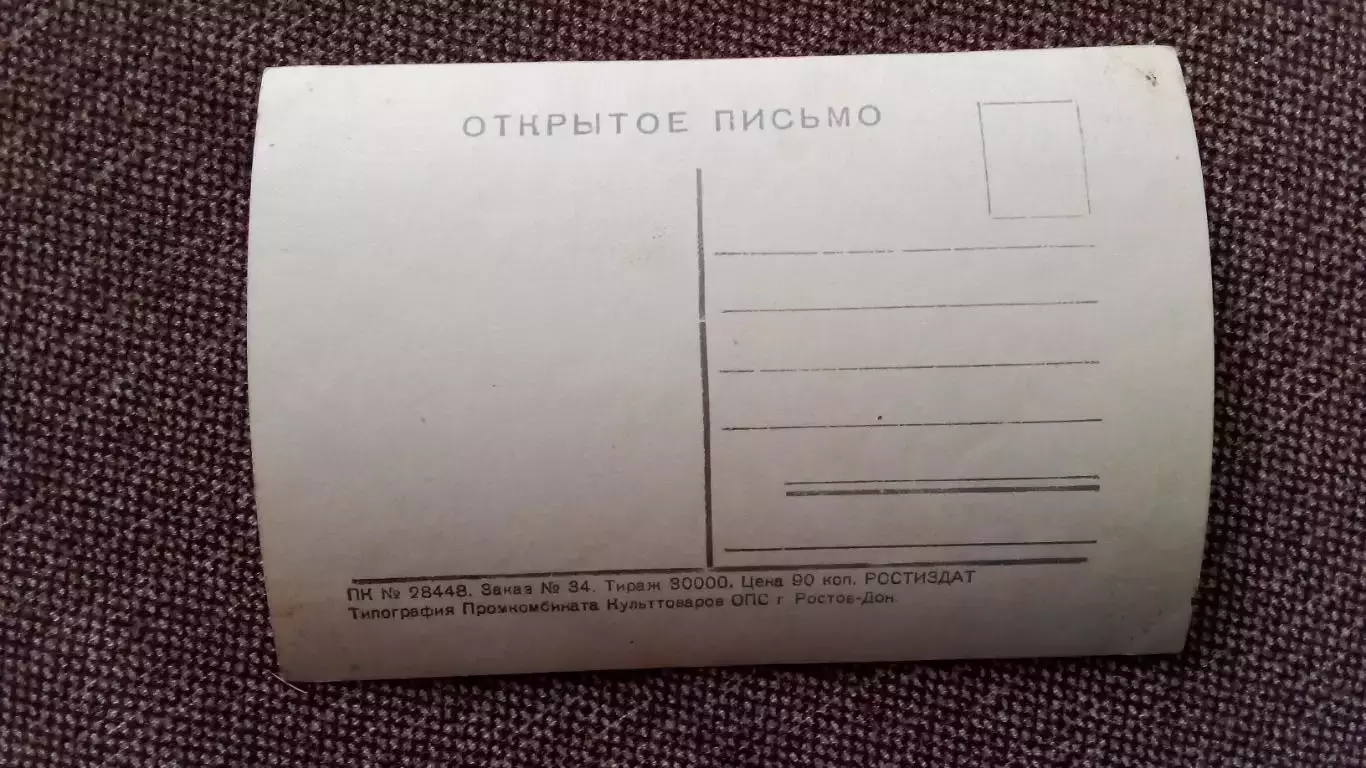 ОТКРЫТОЕ ПИСЬМО
ПК № 28448. Заказ № 34. Тираж 30000. Цена 90 коп. РОСТИЗДАТ
Типография Промкомбината Культтоваров ОПС г. Ростов-Дон.